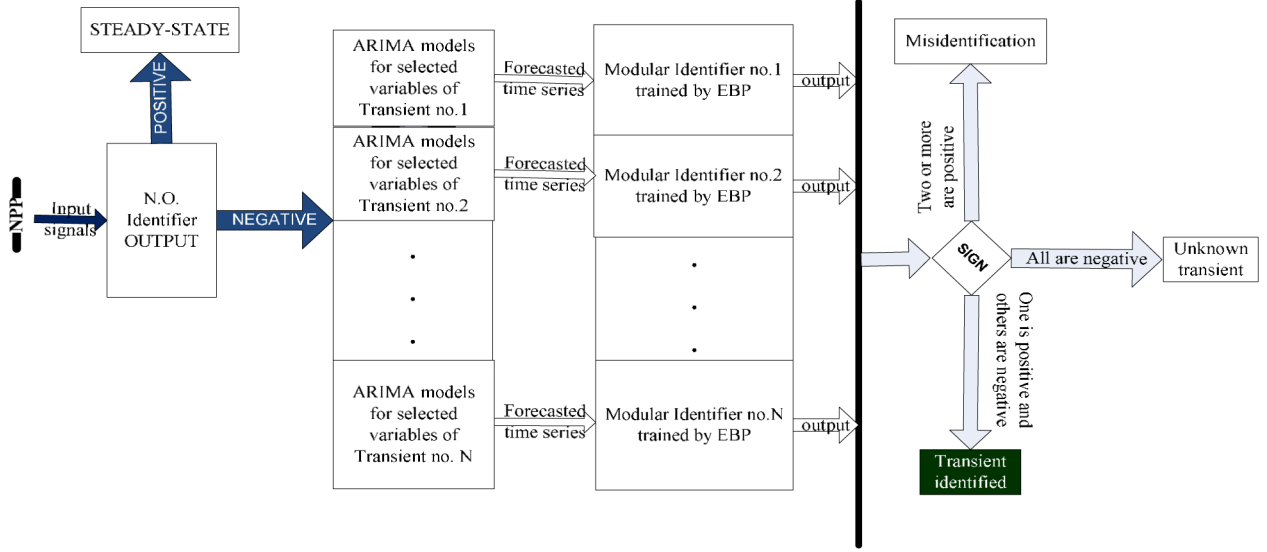 STEADY-STATE
POSITIVE
NPP
Input
signals
N.O.
Identifier
OUTPUT
NEGATIVE
ARIMA models
for selected
variables of
Transient no.1
Forecasted
time series
Modular Identifier no.1
trained by EBP
output
ARIMA models
for selected
variables of
Transient no.2
Forecasted
time series
Modular Identifier no.2
trained by EBP
output
ARIMA models
for selected
variables of
Transient no. N
Forecasted
time series
Modular Identifier no.N
trained by EBP
output
Misidentification
Two or more
are positive
SIGN
All are negative
Unknown
transient
One is positive and
others are negative
Transient
identified